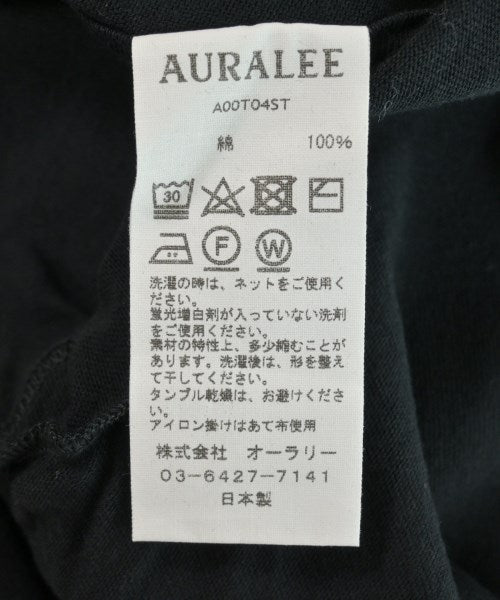 AURALEE
A00T04ST
綿 100%
30
F W
洗濯の時は、ネットをご使用く
ださい。
蛍光増白剤が入っていない洗剤
をご使用ください。
素材の特性上、多少縮むことが
あります。洗濯後は、形を整え
て干してください。
タンブル乾燥は、お避けくださ
い。
アイロン掛けはあて布使用
株式会社 オーラリー
03-6427-7141
日本製